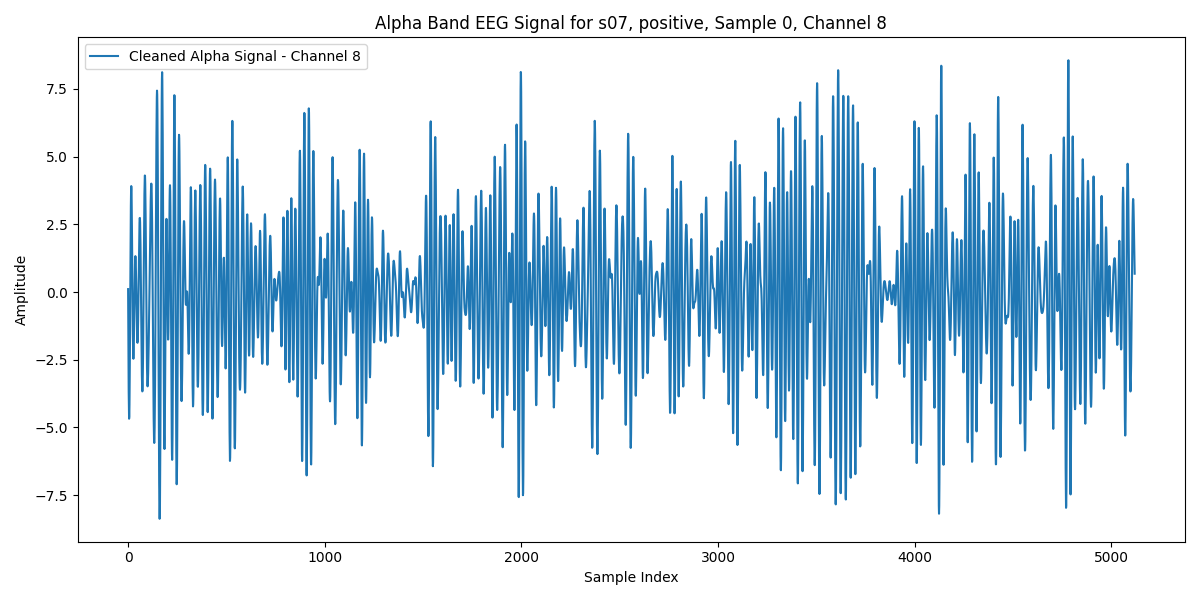 Alpha Band EEG Signal for s07, positive, Sample 0, Channel 8
Cleaned Alpha Signal - Channel 8
Amplitude
7.5
5.0
2.5
0.0
−2.5
−5.0
−7.5
0 1000 2000 3000 4000 5000
Sample Index